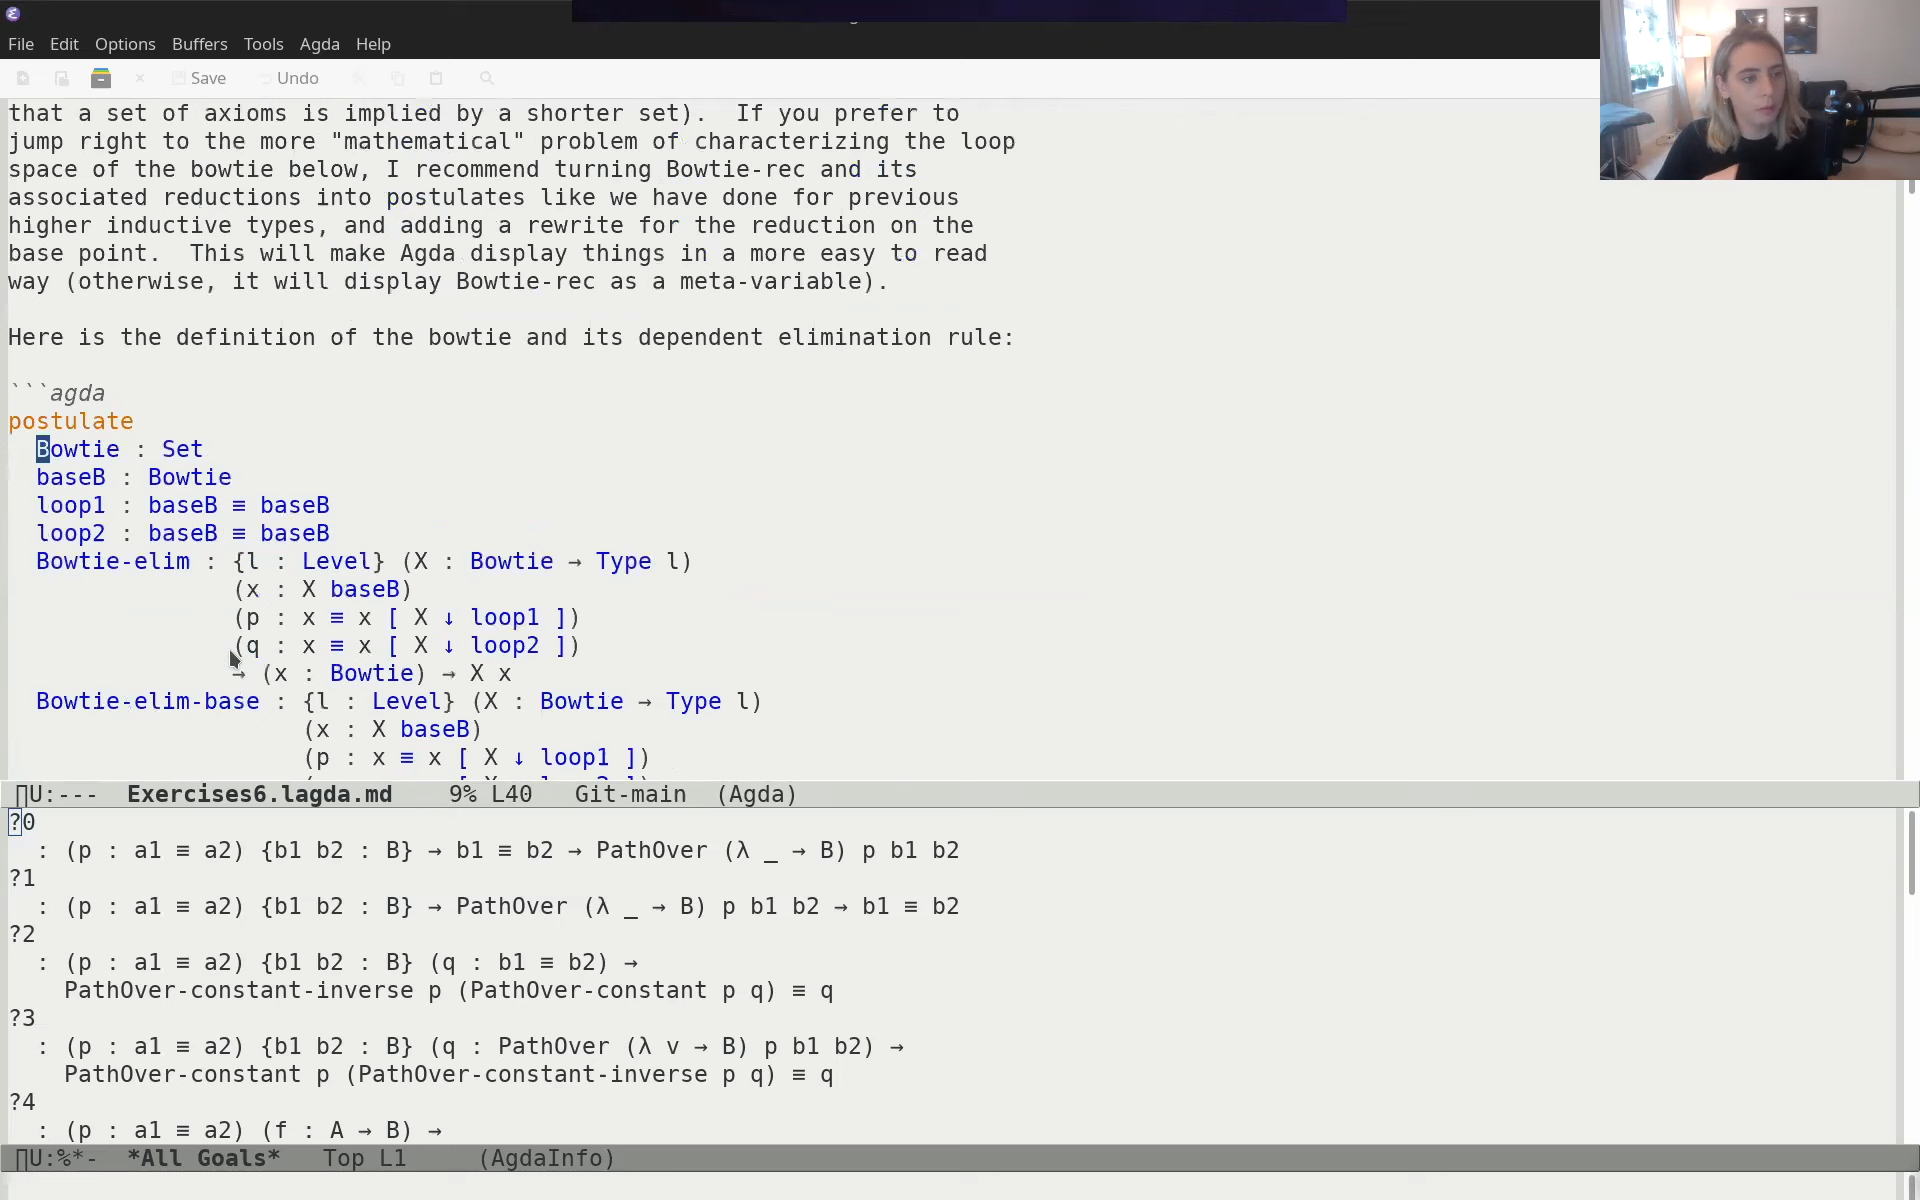 File Edit Options Buffers Tools Agda Help
Save Undo
that a set of axioms is implied by a shorter set).  If you prefer to
jump right to the more "mathematical" problem of characterizing the loop
space of the bowtie below, I recommend turning Bowtie-rec and its
associated reductions into postulates like we have done for previous
higher inductive types, and adding a rewrite for the reduction on the
base point.  This will make Agda display things in a more easy to read
way (otherwise, it will display Bowtie-rec as a meta-variable).
Here is the definition of the bowtie and its dependent elimination rule:
```agda
postulate
  Bowtie : Set
  baseB : Bowtie
  loop1 : baseB ≡ baseB
  loop2 : baseB ≡ baseB
  Bowtie-elim : {l : Level} (X : Bowtie → Type l)
                (x : X baseB)
                (p : x ≡ x [ X ↓ loop1 ])
                (q : x ≡ x [ X ↓ loop2 ])
                → (x : Bowtie) → X x
  Bowtie-elim-base : {l : Level} (X : Bowtie → Type l)
                     (x : X baseB)
                     (p : x ≡ x [ X ↓ loop1 ])
U:--- Exercises6.lagda.md 9% L40 Git-main (Agda)
?0
  : (p : a1 ≡ a2) {b1 b2 : B} → b1 ≡ b2 → PathOver (λ _ → B) p b1 b2
?1
  : (p : a1 ≡ a2) {b1 b2 : B} → PathOver (λ _ → B) p b1 b2 → b1 ≡ b2
?2
  : (p : a1 ≡ a2) {b1 b2 : B} (q : b1 ≡ b2) →
    PathOver-constant-inverse p (PathOver-constant p q) ≡ q
?3
  : (p : a1 ≡ a2) {b1 b2 : B} (q : PathOver (λ v → B) p b1 b2) →
    PathOver-constant p (PathOver-constant-inverse p q) ≡ q
?4
  : (p : a1 ≡ a2) (f : A → B) →
U:%*- *All Goals* Top L1 (AgdaInfo)